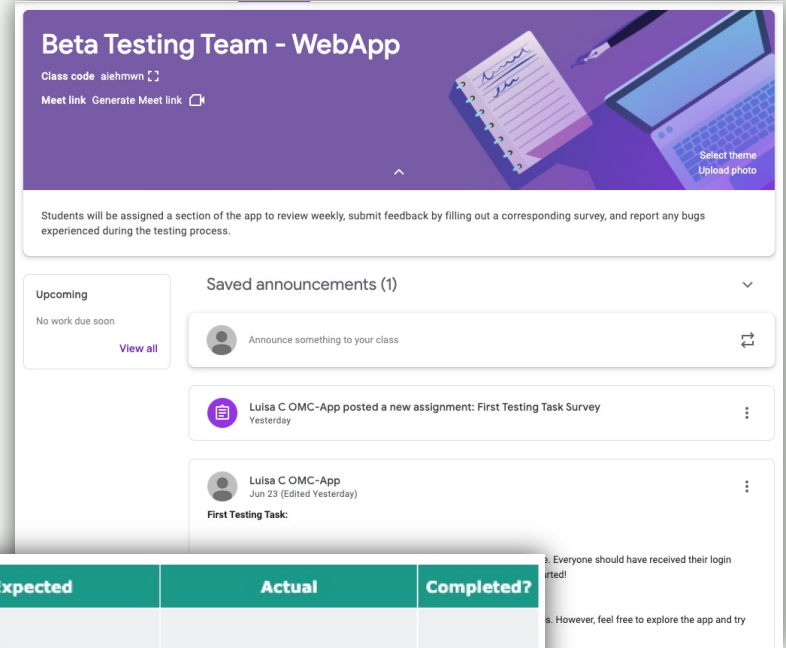 Beta Testing Team - WebApp
Class code aiehmwn
Meet link Generate Meet link
Select theme
Upload photo
Students will be assigned a section of the app to review weekly, submit feedback by filling out a corresponding survey, and report any bugs
experienced during the testing process.
Upcoming
No work due soon
View all
Saved announcements (1)
Announce something to your class
Luisa C OMC-App posted a new assignment: First Testing Task Survey
Yesterday
Luisa C OMC-App
Jun 23 (Edited Yesterday)
First Testing Task:
Everyone should have received their login
However, feel free to explore the app and try
Actual
Completed?